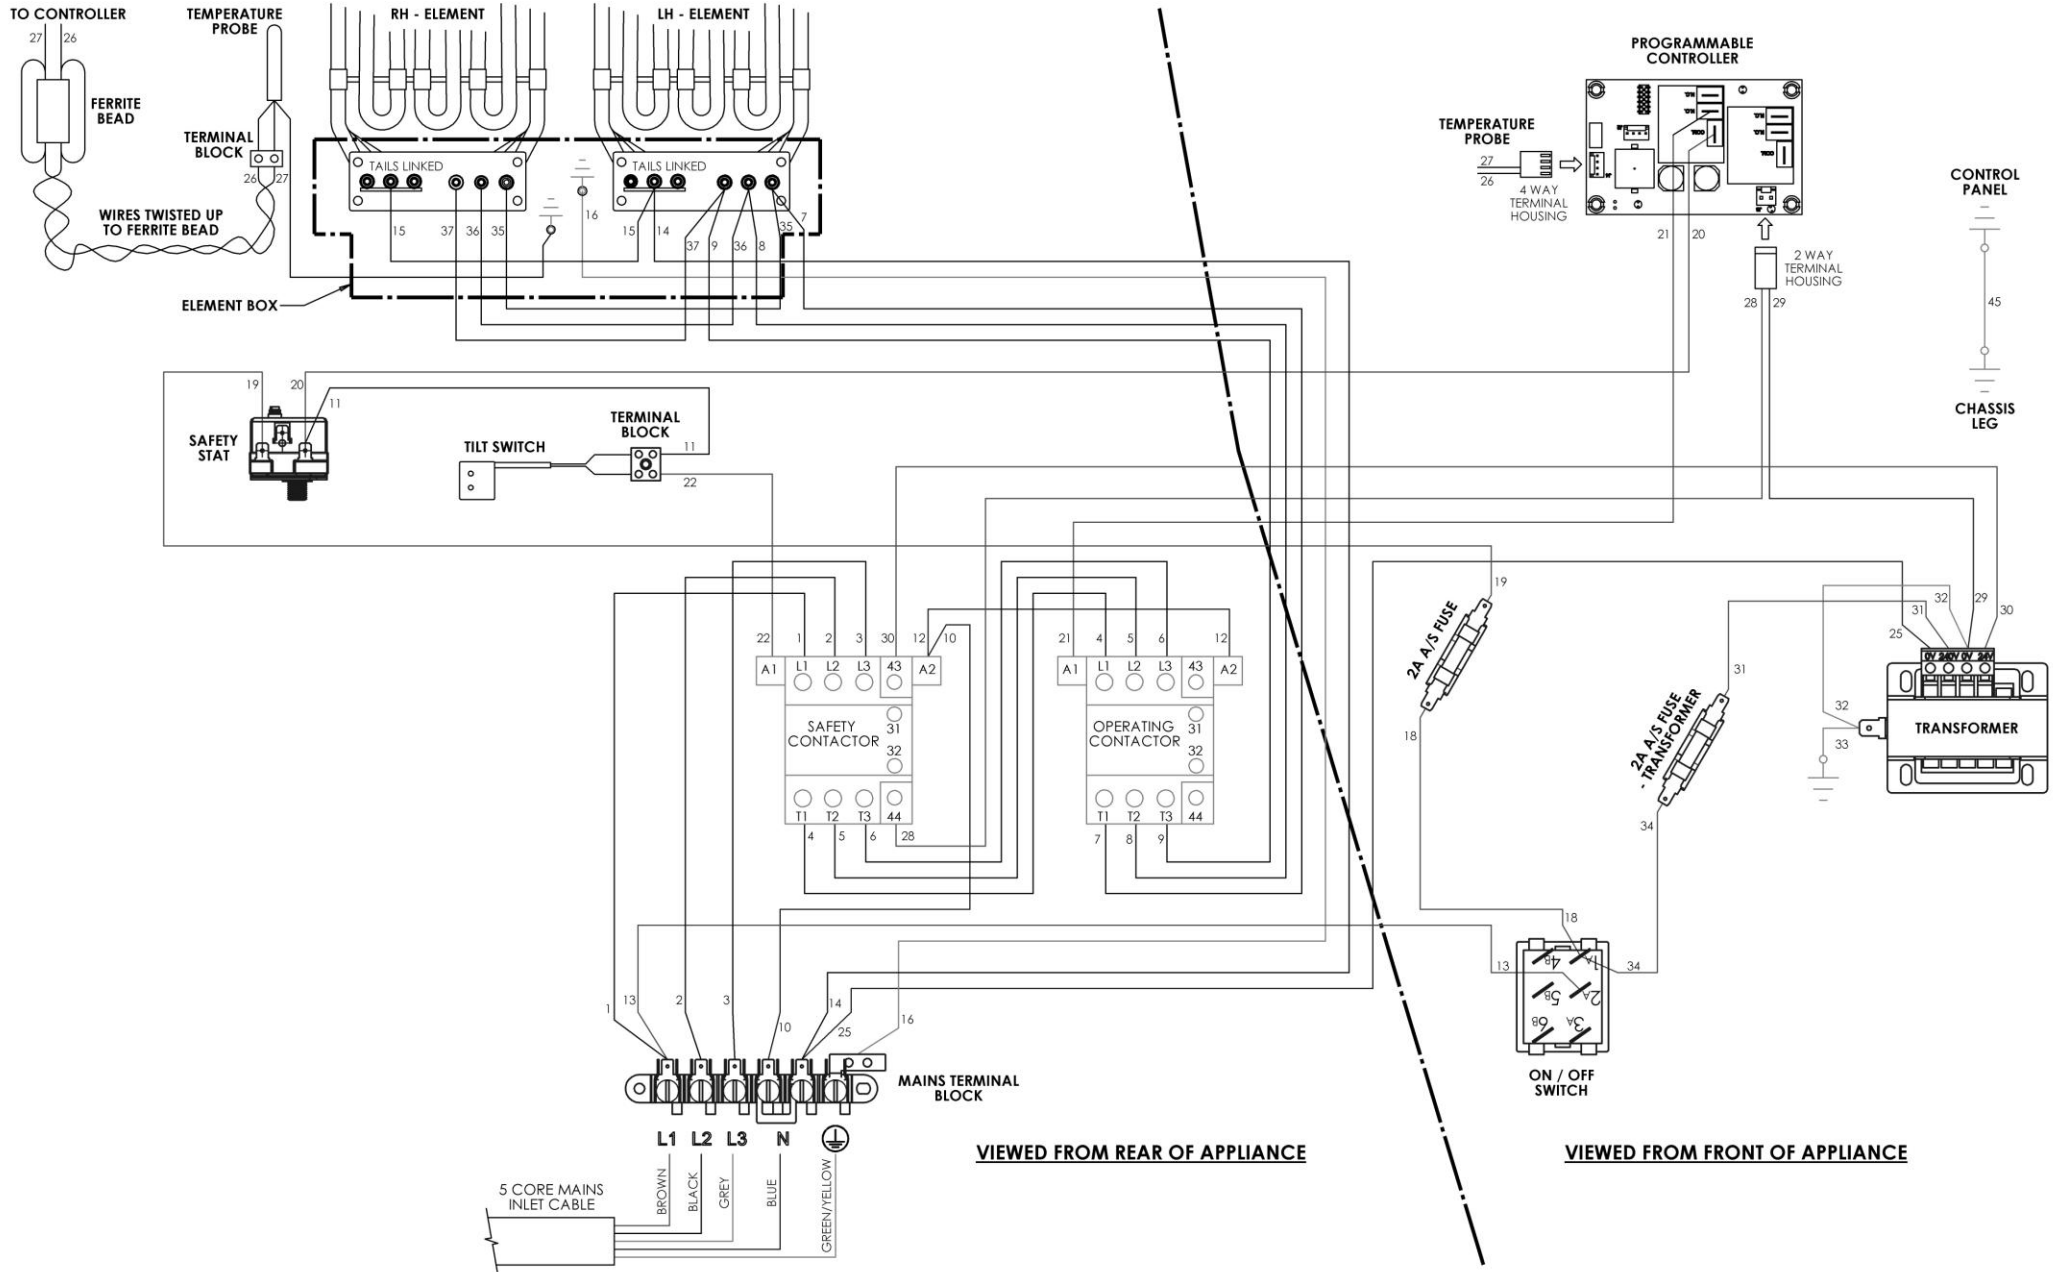 TO CONTROLLER
27
26
FERRITE
BEAD
TEMPERATURE
PROBE
TERMINAL
BLOCK
26
27
WIRES TWISTED UP
TO FERRITE BEAD
RH - ELEMENT
LH - ELEMENT
TAILS LINKED
TAILS LINKED
15
37
36
35
16
15
14
37
9
36
8
35
7
ELEMENT BOX
PROGRAMMABLE
CONTROLLER
TEMPERATURE
PROBE
27
26
4 WAY
TERMINAL
HOUSING
21
20
2 WAY
TERMINAL
HOUSING
28
29
CONTROL
PANEL
45
CHASSIS
LEG
19
20
11
SAFETY
STAT
TILT SWITCH
TERMINAL
BLOCK
11
22
22
1
2
3
30
12
10
A1
L1
L2
L3
43
A2
SAFETY
CONTACTOR
31
32
T1
T2
T3
44
4
5
6
28
21
4
5
6
12
A1
L1
L2
L3
43
A2
OPERATING
CONTACTOR
31
32
T1
T2
T3
44
7
8
9
19
2A A/S FUSE
18
31
2A A/S FUSE
- TRANSFORMER
34
25
31
32
29
30
0V 240V 0V 24V
32
33
TRANSFORMER
18
13
34
4B
1A
5B
2A
6B
3A
ON / OFF
SWITCH
1
13
2
3
10
14
25
16
MAINS TERMINAL
BLOCK
L1
L2
L3
N
BROWN
BLACK
GREY
BLUE
GREEN/YELLOW
5 CORE MAINS
INLET CABLE
VIEWED FROM REAR OF APPLIANCE
VIEWED FROM FRONT OF APPLIANCE